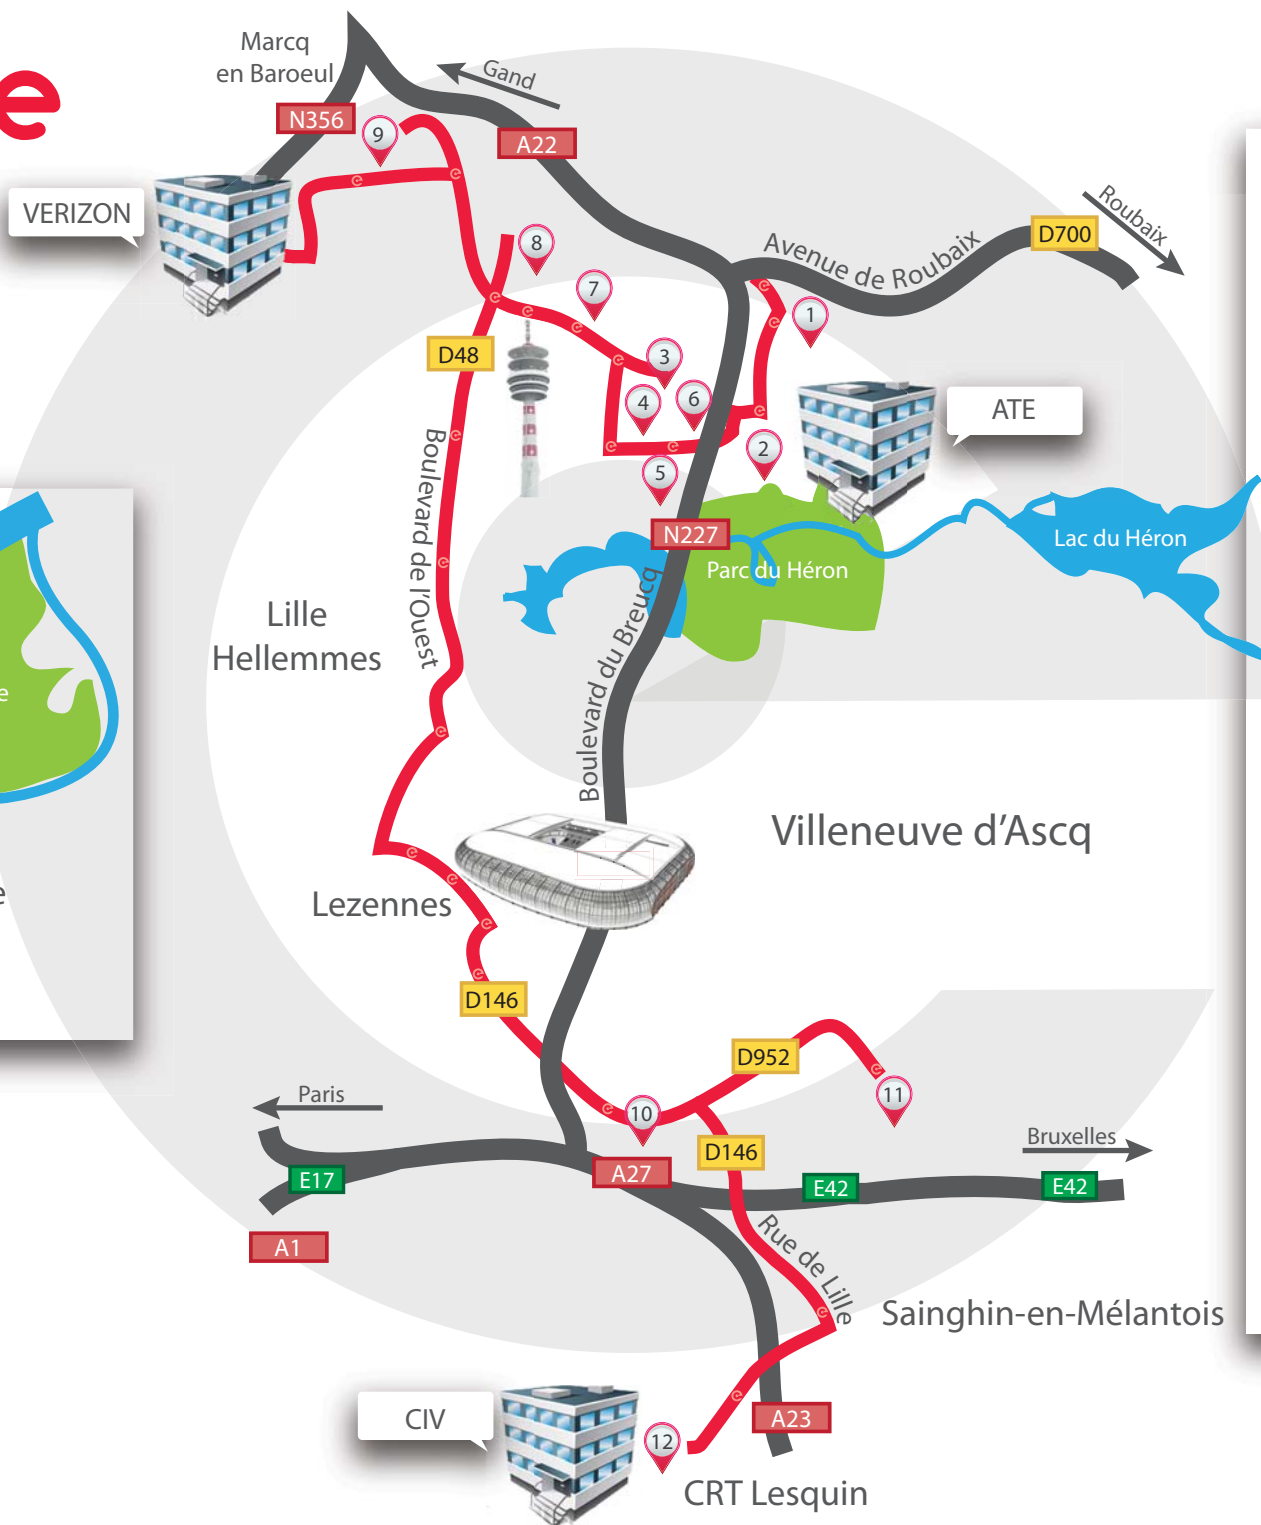 e
Marcq
en Baroeul
Gand
N356
9
A22
VERIZON
Roubaix
D700
Avenue de Roubaix
8
7
1
D48
3
4
6
ATE
2
5
Boulevard de l'Ouest
N227
Lac du Héron
Parc du Héron
Lille
Hellemmes
Boulevard du Breucq
e
Villeneuve d'Ascq
e
Lezennes
D146
D952
Paris
10
11
D146
Bruxelles
E17
A27
E42
E42
A1
Rue de Lille
Sainghin-en-Mélantois
CIV
A23
12
CRT Lesquin